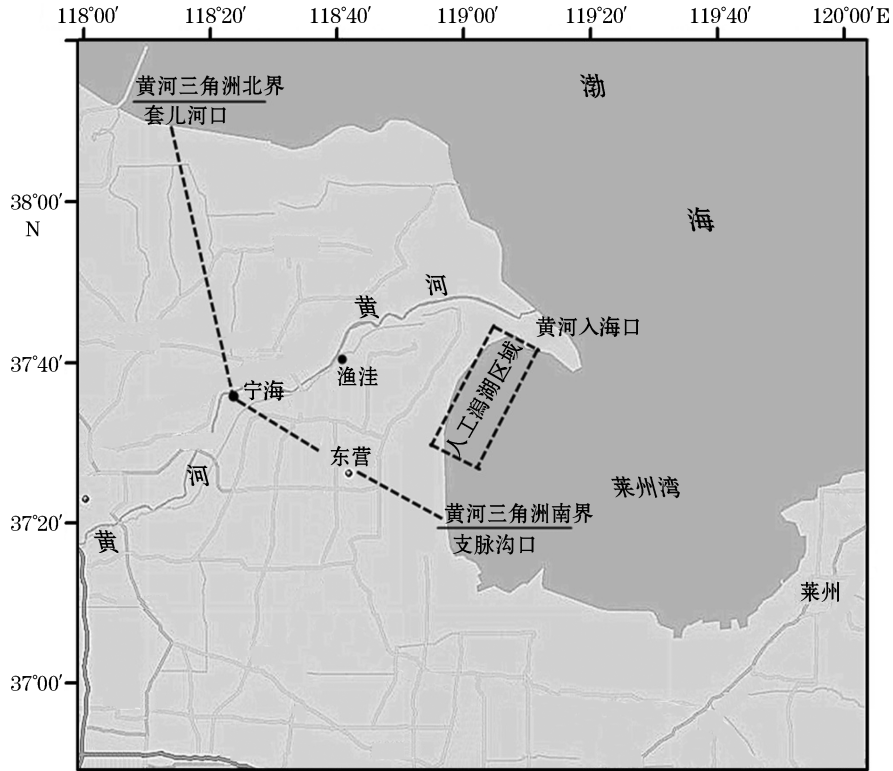 118°00′ 118°20′ 118°40′ 119°00′ 119°20′ 119°40′ 120°00′E
黄河三角洲北界
套儿河口
渤
海
38°00′
N
黄 河
黄河入海口
37°40′
渔洼
宁海
人工潟湖区域
东营
河
莱州湾
黄河三角洲南界
37°20′
黄
支脉沟口
莱州
37°00′